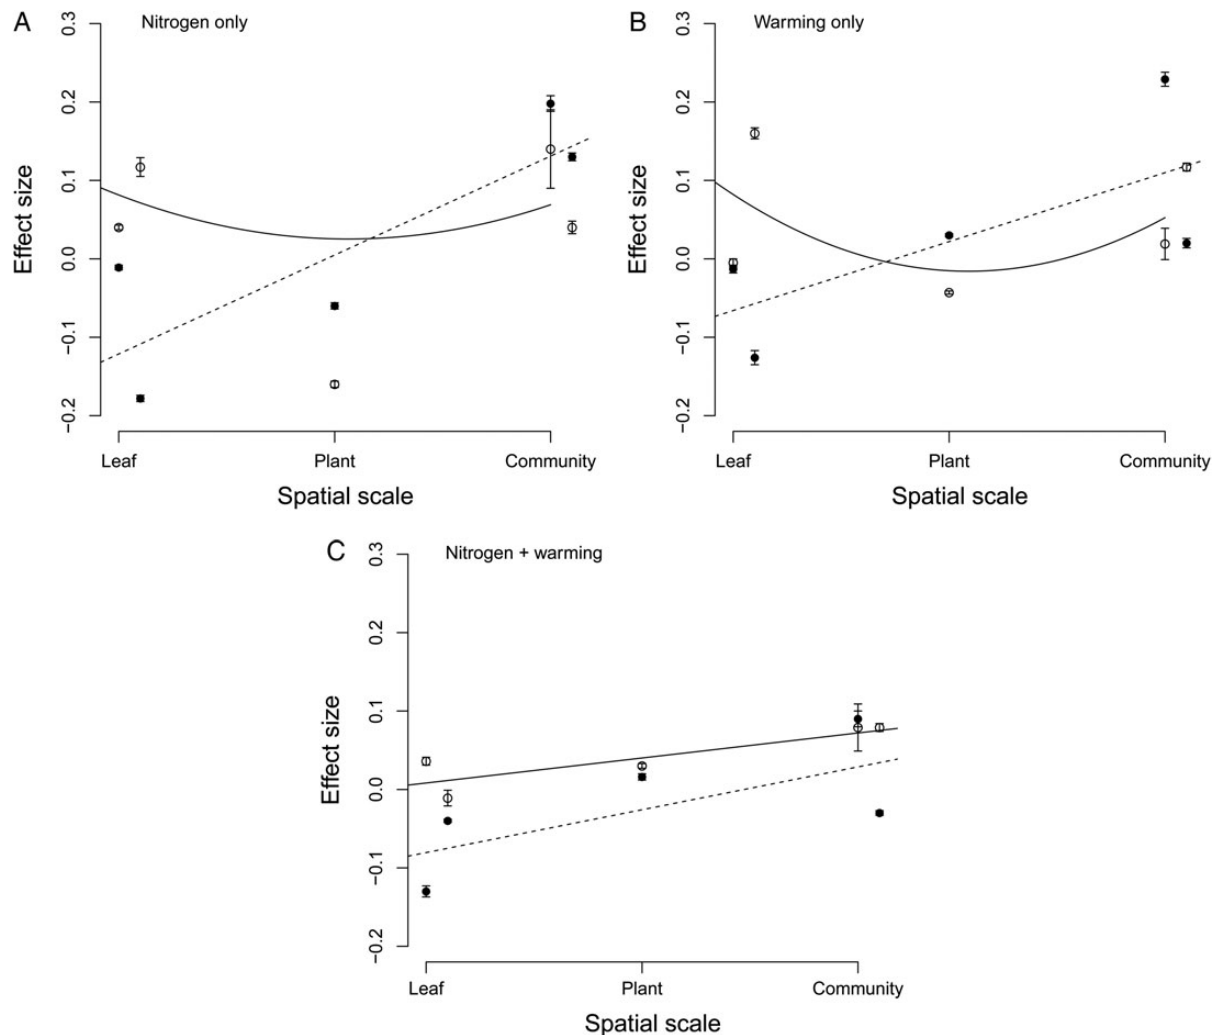 A Nitrogen only
0.3
0.2
0.1
0.0
−0.1
−0.2
Effect size
Leaf Plant Community
Spatial scale
B Warming only
0.3
0.2
0.1
0.0
−0.1
−0.2
Effect size
Leaf Plant Community
Spatial scale
C Nitrogen + warming
0.3
0.2
0.1
0.0
−0.1
−0.2
Effect size
Leaf Plant Community
Spatial scale